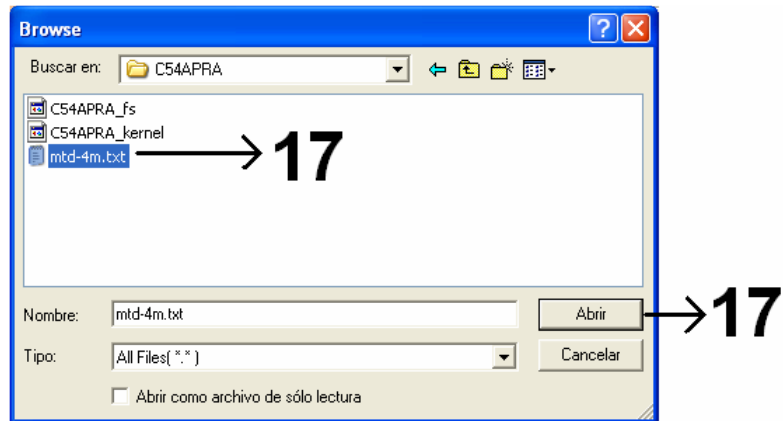 Browse
Buscar en: C54APRA
C54APRA_fs
C54APRA_kernel
mtd-4m.txt 17
Nombre: mtd-4m.txt Abrir 17
Tipo: All Files( *.* ) Cancelar
Abrir como archivo de sólo lectura